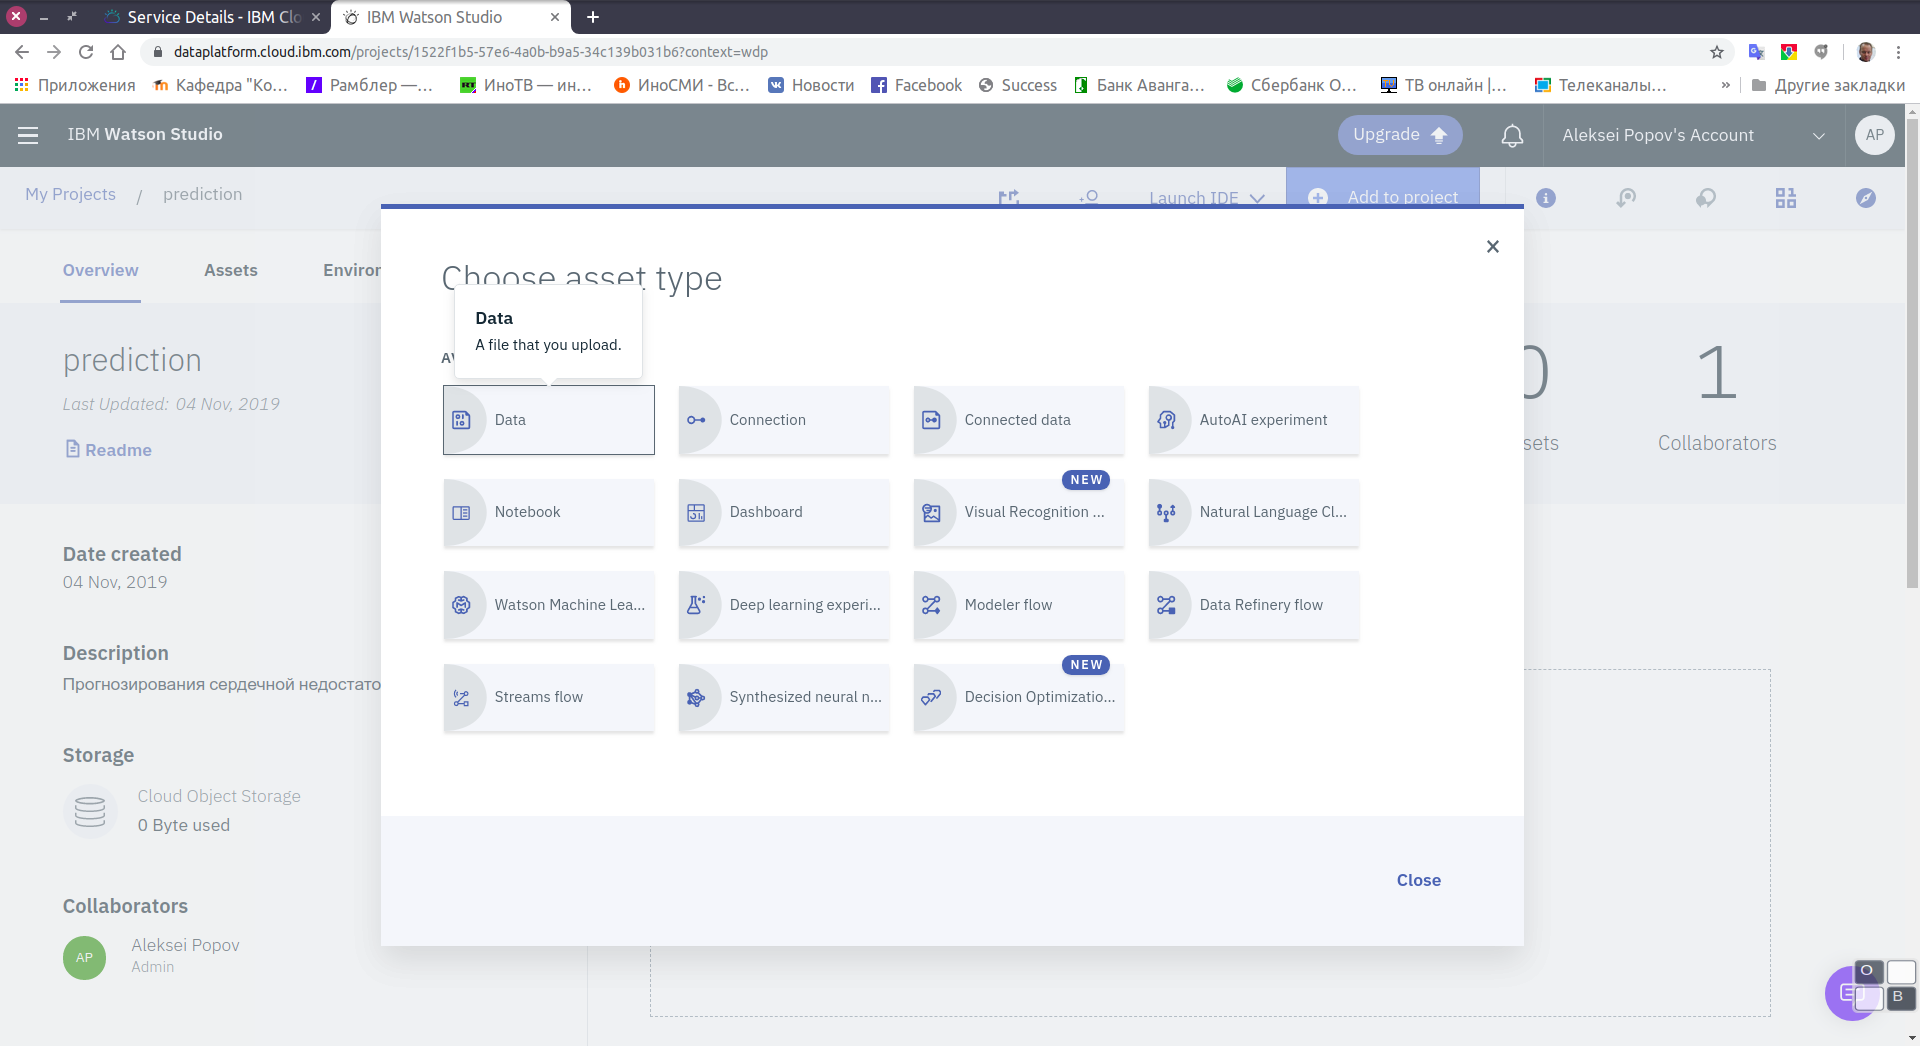 Service Details - IBM Clo
IBM Watson Studio
dataplatform.cloud.ibm.com/projects/1522f1b5-57e6-4a0b-b9a5-34c139b031b6?context=wdp
Приложения
Кафедра "Ко...
Рамблер —...
ИноТВ — ин...
ИноСМИ - Вс...
Новости
Facebook
Success
Банк Аванга...
Сбербанк О...
ТВ онлайн |...
Телеканалы...
»
Другие закладки
IBM Watson Studio
Upgrade
Aleksei Popov's Account
AP
My Projects / prediction
Launch IDE
Add to project
Overview
Assets
Environ
prediction
Last Updated: 04 Nov, 2019
Readme
0
sets
1
Collaborators
Date created
04 Nov, 2019
Description
Прогнозирования сердечной недостато
Storage
Cloud Object Storage
0 Byte used
Collaborators
AP
Aleksei Popov
Admin
Choose asset type
Data
A file that you upload.
Data
Connection
Connected data
AutoAI experiment
Notebook
Dashboard
NEW
Visual Recognition ...
Natural Language Cl...
Watson Machine Lea...
Deep learning experi...
Modeler flow
Data Refinery flow
Streams flow
Synthesized neural n...
NEW
Decision Optimizatio...
Close
O
B